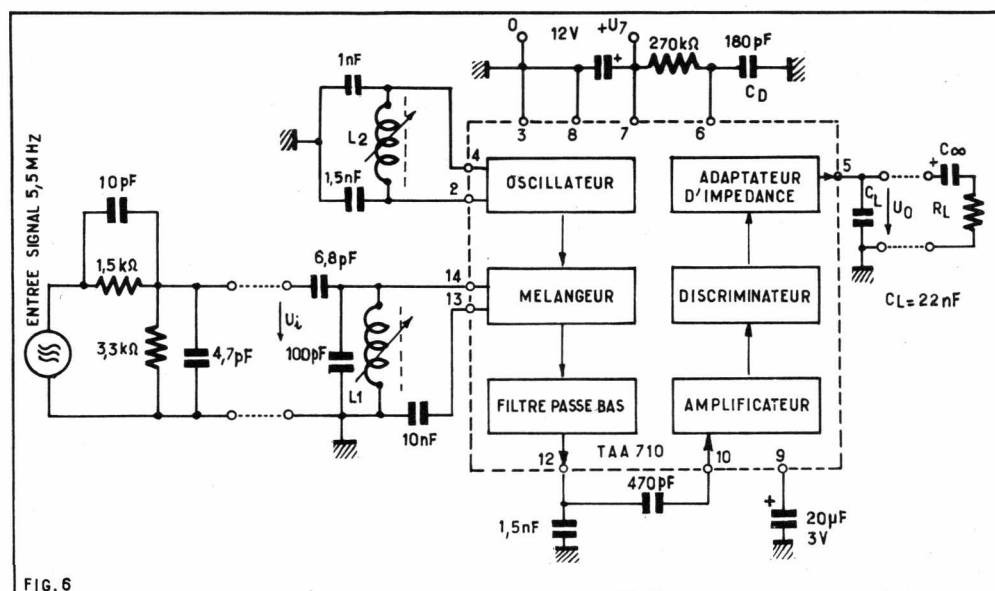 0
12V
+U7
270kΩ
180pF
CD
3
8
7
6
1nF
L2
1,5nF
4
2
OSCILLATEUR
ADAPTATEUR
D'IMPEDANCE
5
CL
U0
C∞
+
RL
CL=22nF
ENTREE SIGNAL 5,5MHZ
10pF
1,5kΩ
3,3kΩ
4,7pF
Ui
6,8pF
100pF
L1
10nF
14
13
MELANGEUR
DISCRIMINATEUR
FILTRE PASSE.BAS
AMPLIFICATEUR
TAA 710
12
10
9
470pF
1,5nF
+
20µF
3V
FIG.6